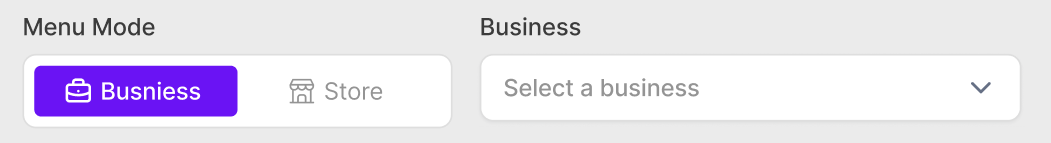 Menu Mode
Business
Busniess
Store
Select a business